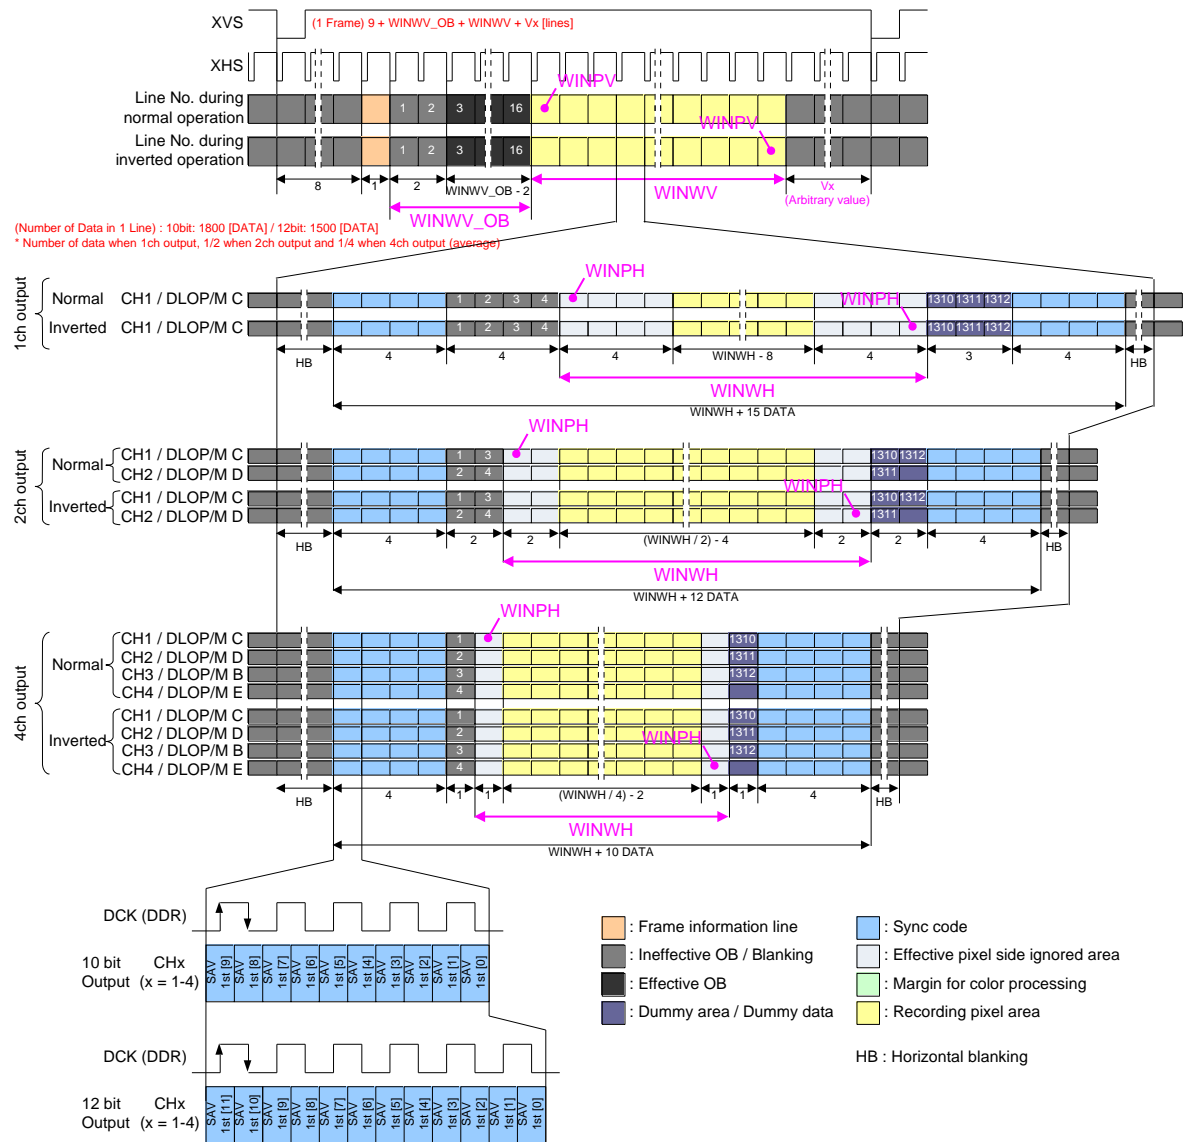 XVS
(1 Frame) 9 + WINWV_OB + WINWV + Vx [lines]
XHS
Line No. during
normal operation
1 2 3 16
WINPV
Line No. during
inverted operation
1 2 3 16
WINPV
8 1 2 WINWV_OB - 2 WINWV Vx
(Arbitrary value)
WINWV_OB
(Number of Data in 1 Line) : 10bit: 1800 [DATA] / 12bit: 1500 [DATA]
* Number of data when 1ch output, 1/2 when 2ch output and 1/4 when 4ch output (average)
1ch output
WINPH
Normal CH1 / DLOP/M C 1 2 3 4 1310 1311 1312
WINPH
Inverted CH1 / DLOP/M C 1 2 3 4 1310 1311 1312
HB 4 4 4 WINWH - 8 4 3 4 HB
WINWH
WINWH + 15 DATA
2ch output
WINPH
Normal
CH1 / DLOP/M C 1 3 1310 1312
CH2 / DLOP/M D 2 4 1311
WINPH
Inverted
CH1 / DLOP/M C 1 3 1310 1312
CH2 / DLOP/M D 2 4 1311
HB 4 2 2 (WINWH / 2) - 4 2 2 4 HB
WINWH
WINWH + 12 DATA
4ch output
WINPH
Normal
CH1 / DLOP/M C 1 1310
CH2 / DLOP/M D 2 1311
CH3 / DLOP/M B 3 1312
CH4 / DLOP/M E 4
Inverted
CH1 / DLOP/M C 1 1310
CH2 / DLOP/M D 2 1311
CH3 / DLOP/M B 3 1312
WINPH
CH4 / DLOP/M E 4
HB 4 1 1 (WINWH / 4) - 2 1 1 4 HB
WINWH
WINWH + 10 DATA
DCK (DDR)
10 bit
Output
CHx
(x = 1-4)
SAV 1st [9]
SAV 1st [8]
SAV 1st [7]
SAV 1st [6]
SAV 1st [5]
SAV 1st [4]
SAV 1st [3]
SAV 1st [2]
SAV 1st [1]
SAV 1st [0]
DCK (DDR)
12 bit
Output
CHx
(x = 1-4)
SAV 1st [11]
SAV 1st [10]
SAV 1st [9]
SAV 1st [8]
SAV 1st [7]
SAV 1st [6]
SAV 1st [5]
SAV 1st [4]
SAV 1st [3]
SAV 1st [2]
SAV 1st [1]
SAV 1st [0]
: Frame information line
: Ineffective OB / Blanking
: Effective OB
: Dummy area / Dummy data
: Sync code
: Effective pixel side ignored area
: Margin for color processing
: Recording pixel area
HB : Horizontal blanking